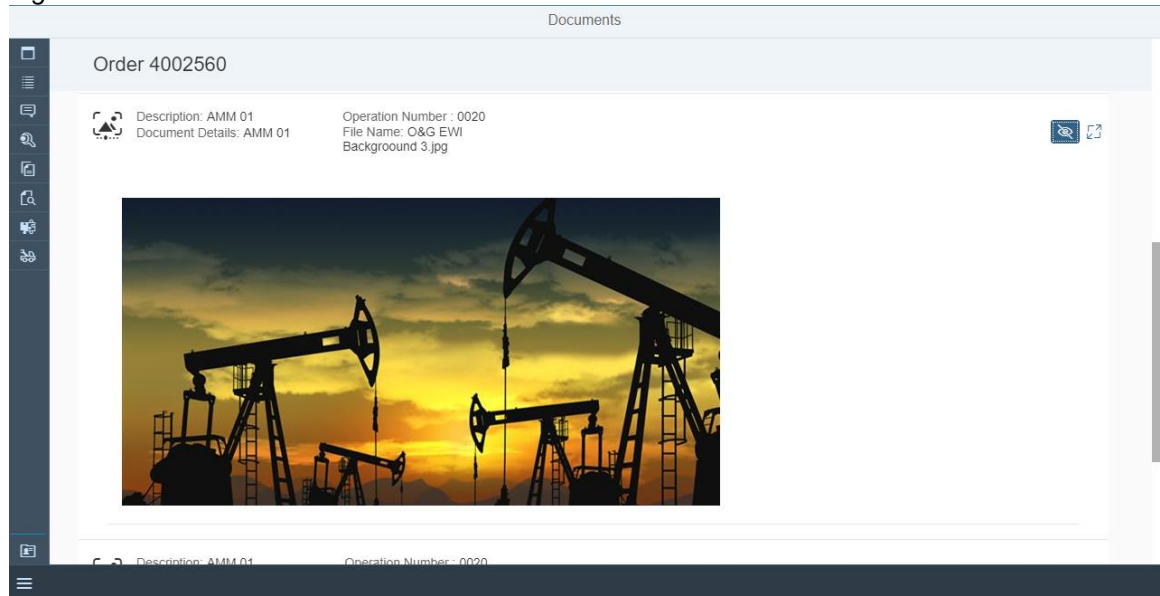 Documents
Order 4002560
Description: AMM 01
Document Details: AMM 01
Operation Number : 0020
File Name: O&G EWI
Backgroound 3.jpg
Description: AMM 01
Operation Number : 0020